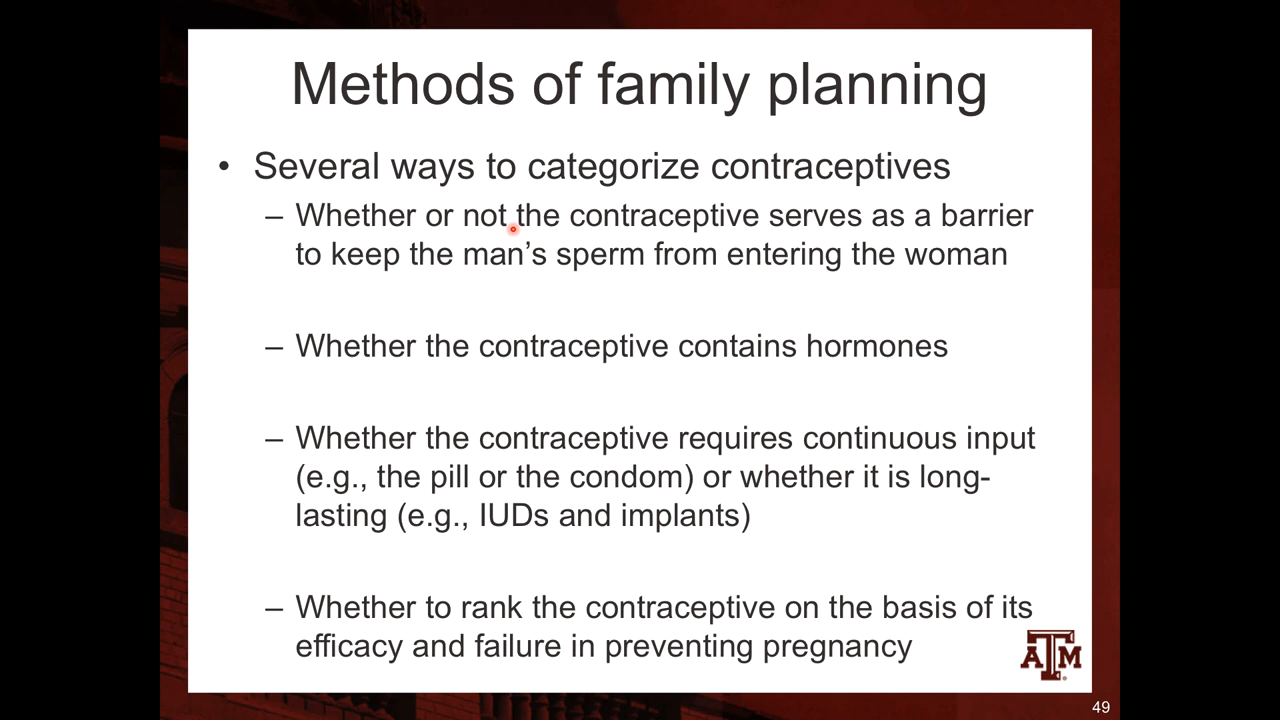 Methods of family planning
• Several ways to categorize contraceptives
– Whether or not the contraceptive serves as a barrier
to keep the man’s sperm from entering the woman
– Whether the contraceptive contains hormones
– Whether the contraceptive requires continuous input
(e.g., the pill or the condom) or whether it is long-
lasting (e.g., IUDs and implants)
– Whether to rank the contraceptive on the basis of its
efficacy and failure in preventing pregnancy
ATM
49